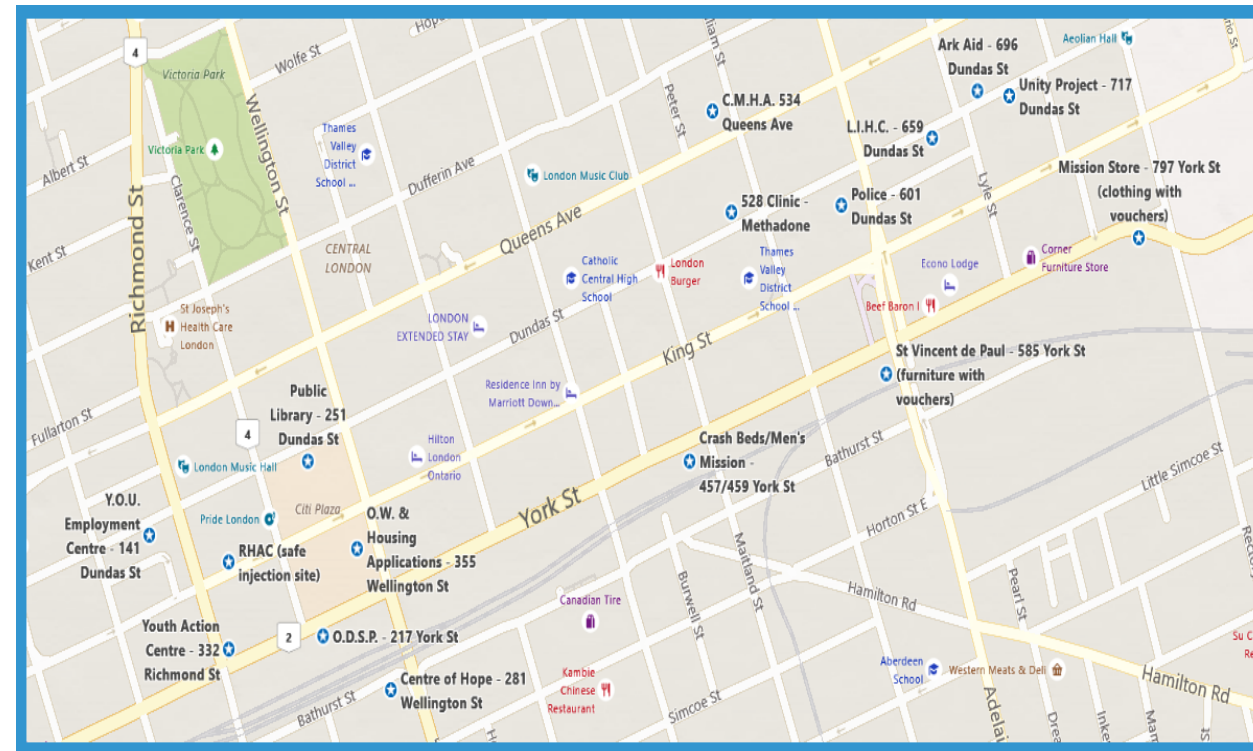 4
Victoria Park
Wolfe St
Wellington St
Ark Aid - 696
Dundas St
Aeolian Hall
Unity Project - 717
Dundas St
Peter St
C.M.H.A. 534
Queens Ave
L.I.H.C. - 659
Dundas St
Thames
Valley
District
School ...
Victoria Park
Albert St
Clarence St
Richmond St
Dufferin Ave
London Music Club
Lyle St
Mission Store - 797 York St
(clothing with
vouchers)
528 Clinic -
Methadone
Police - 601
Dundas St
Kent St
CENTRAL
LONDON
Queens Ave
Catholic
Central High
School
London
Burger
Thames
Valley
District
School ...
Econo Lodge
Corner
Furniture Store
Beef Baron I
St Joseph's
Health Care
London
LONDON
EXTENDED STAY
Dundas St
King St
St Vincent de Paul - 585 York St
(furniture with
vouchers)
Residence Inn by
Marriott Down...
Fullarton St
Public
Library - 251
Dundas St
4
Hilton
London
Ontario
Crash Beds/Men's
Mission -
457/459 York St
Bathurst St
Little Simcoe St
London Music Hall
Citi Plaza
York St
Horton St E
Y.O.U.
Employment
Centre - 141
Dundas St
Pride London
RHAC (safe
injection site)
O.W. &
Housing
Applications - 355
Wellington St
Maitland St
Burwell St
Hamilton Rd
Pearl St
Canadian Tire
Youth Action
Centre - 332
Richmond St
2
O.D.S.P. - 217 York St
Centre of Hope - 281
Wellington St
Bathurst St
Kambie
Chinese
Restaurant
Simcoe St
Aberdeen
School
Western Meats & Deli
Hamilton Rd